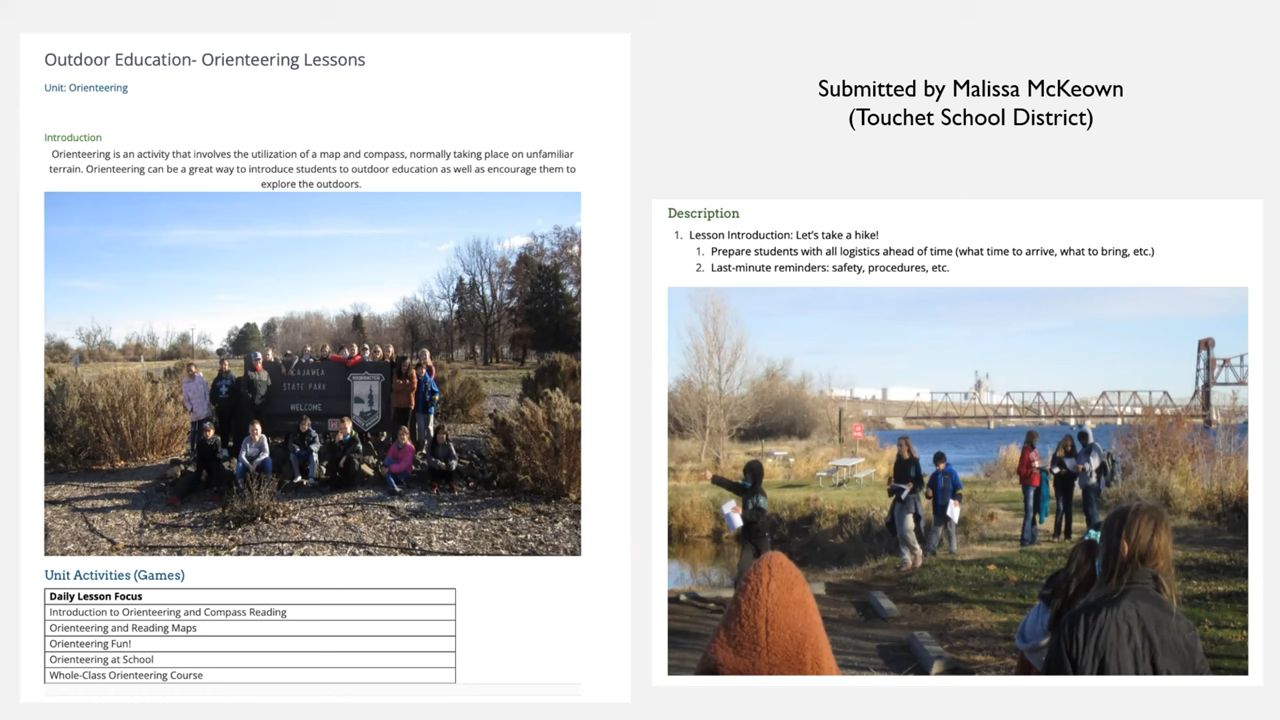 Outdoor Education- Orienteering Lessons
Unit: Orienteering
Introduction
Orienteering is an activity that involves the utilization of a map and compass, normally taking place on unfamiliar
terrain. Orienteering can be a great way to introduce students to outdoor education as well as encourage them to
explore the outdoors.
CAJAWEA
STATE PARK
WELCOME
Unit Activities (Games)
Daily Lesson Focus
Introduction to Orienteering and Compass Reading
Orienteering and Reading Maps
Orienteering Fun!
Orienteering at School
Whole-Class Orienteering Course
Submitted by Malissa McKeown
(Touchet School District)
Description
1. Lesson Introduction: Let's take a hike!
1. Prepare students with all logistics ahead of time (what time to arrive, what to bring, etc.)
2. Last-minute reminders: safety, procedures, etc.